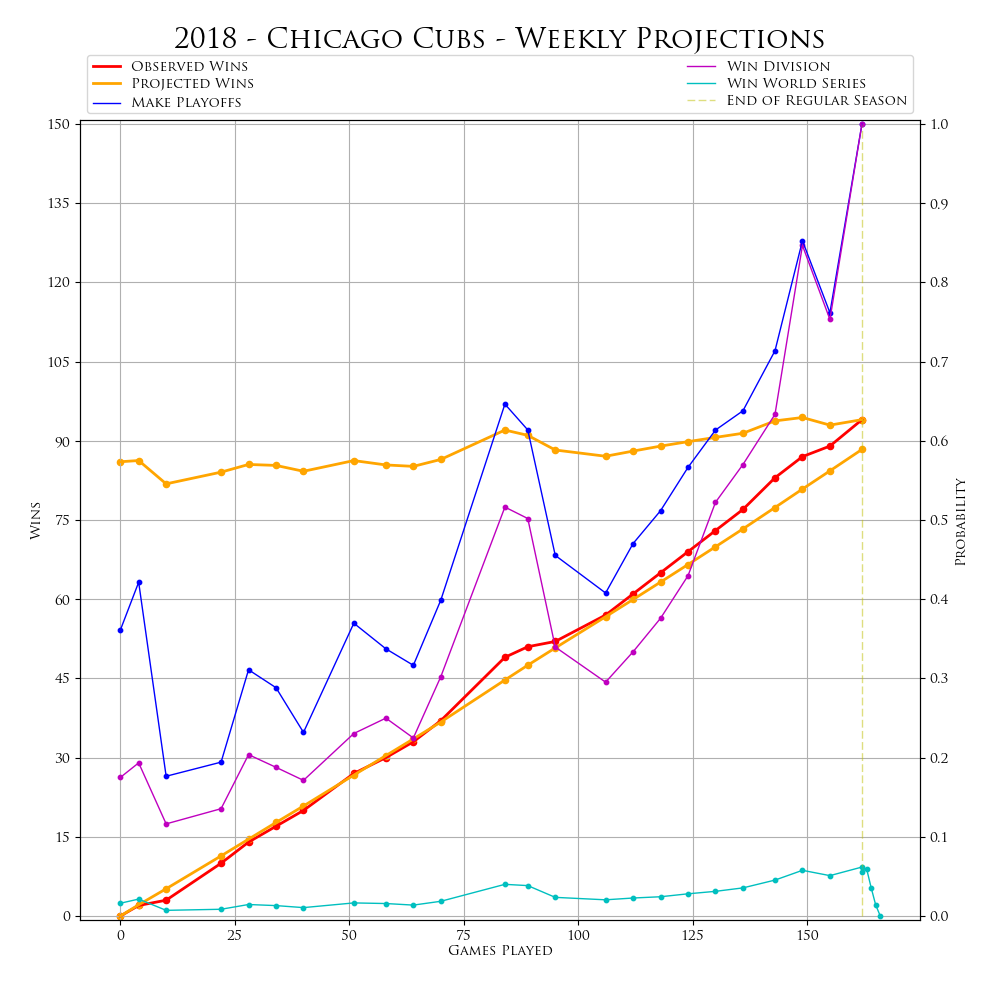 2018 - Chicago Cubs - Weekly Projections
Observed Wins
Projected Wins
Make Playoffs
Win Division
Win World Series
End of Regular Season
150
135
120
105
90
75
60
45
30
15
0
Wins
1.0
0.9
0.8
0.7
0.6
0.5
0.4
0.3
0.2
0.1
0.0
Probability
0 25 50 75 100 125 150
Games Played